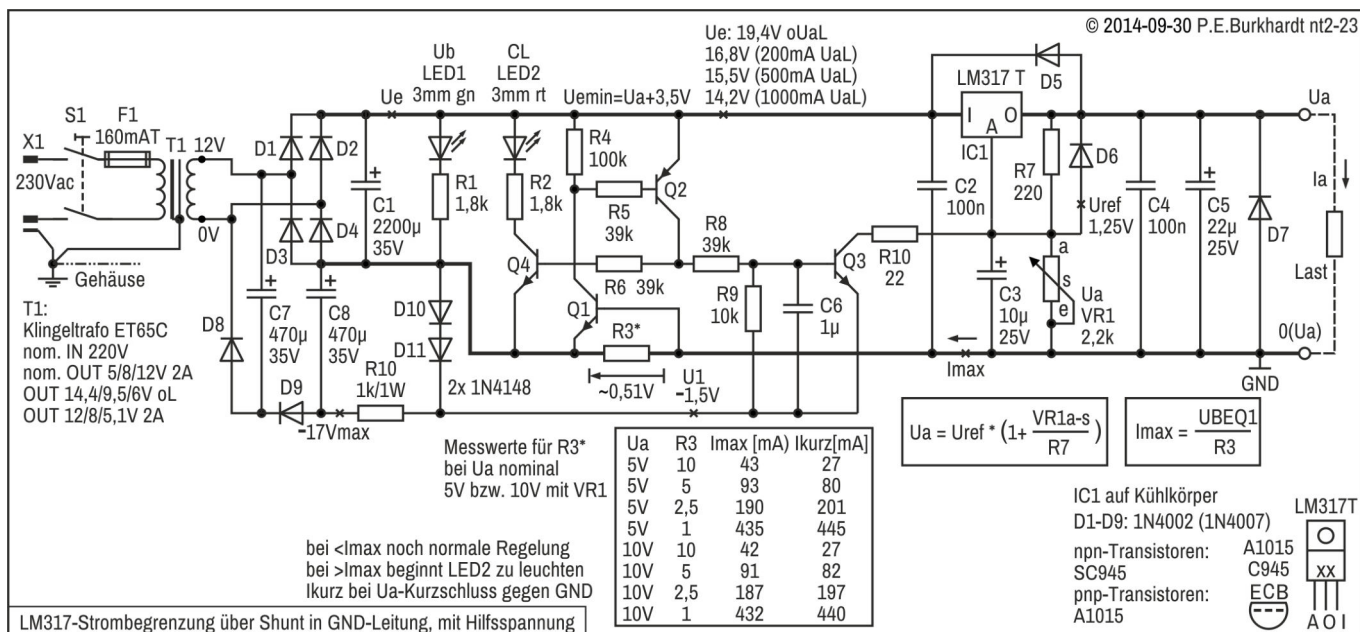 © 2014-09-30 P.E.Burkhardt nt2-23
Ue: 19,4V oUaL
16,8V (200mA UaL)
15,5V (500mA UaL)
14,2V (1000mA UaL)
Ub
LED1
3mm gn
CL
LED2
3mm rt
Ue
Uemin=Ua+3,5V
LM317 T
I
O
A
IC1
D5
Ua
S1
F1
160mAT
X1
T1
12V
230Vac
0V
Gehäuse
D1
D2
D3
D4
C1
2200µ
35V
R1
1,8k
R2
1,8k
R4
100k
R5
39k
Q2
R8
39k
Q4
R6 39k
Q1
R3*
~0,51V
R9
10k
C6
1µ
Q3
R10
22
C2
100n
R7
220
D6
Uref
1,25V
C4
100n
C5
22µ
25V
D7
Ia
Last
a
s
e
Ua
VR1
2,2k
C3
10µ
25V
Imax
0(Ua)
GND
T1:
Klingeltrafo ET65C
nom. IN 220V
nom. OUT 5/8/12V 2A
OUT 14,4/9,5/6V oL
OUT 12/8/5,1V 2A
D8
C7
470µ
35V
C8
470µ
35V
D9
-17Vmax
R10
1k/1W
D10
D11
2x 1N4148
U1
-1,5V
Messwerte für R3*
bei Ua nominal
5V bzw. 10V mit VR1
Ua R3 Imax [mA] Ikurz[mA]
5V 10 43 27
5V 5 93 80
5V 2,5 190 201
5V 1 435 445
10V 10 42 27
10V 5 91 82
10V 2,5 187 197
10V 1 432 440
Ua = Uref * (1+ VR1a-s / R7 )
Imax = UBEQ1 / R3
bei <Imax noch normale Regelung
bei >Imax beginnt LED2 zu leuchten
Ikurz bei Ua-Kurzschluss gegen GND
IC1 auf Kühlkörper
D1-D9: 1N4002 (1N4007)
npn-Transistoren:
SC945
pnp-Transistoren:
A1015
A1015
C945
ECB
LM317T
xx
A O I
LM317-Strombegrenzung über Shunt in GND-Leitung, mit Hilfsspannung